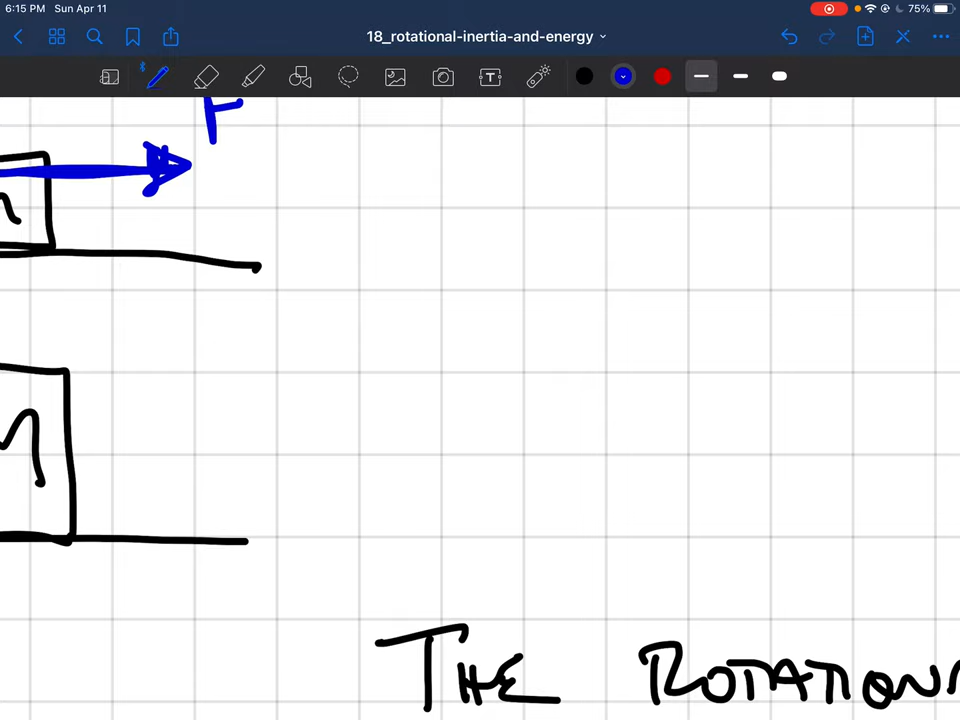 6:15 PM Sun Apr 11 75%
18_rotational-inertia-and-energy
T
F
THE ROTATION